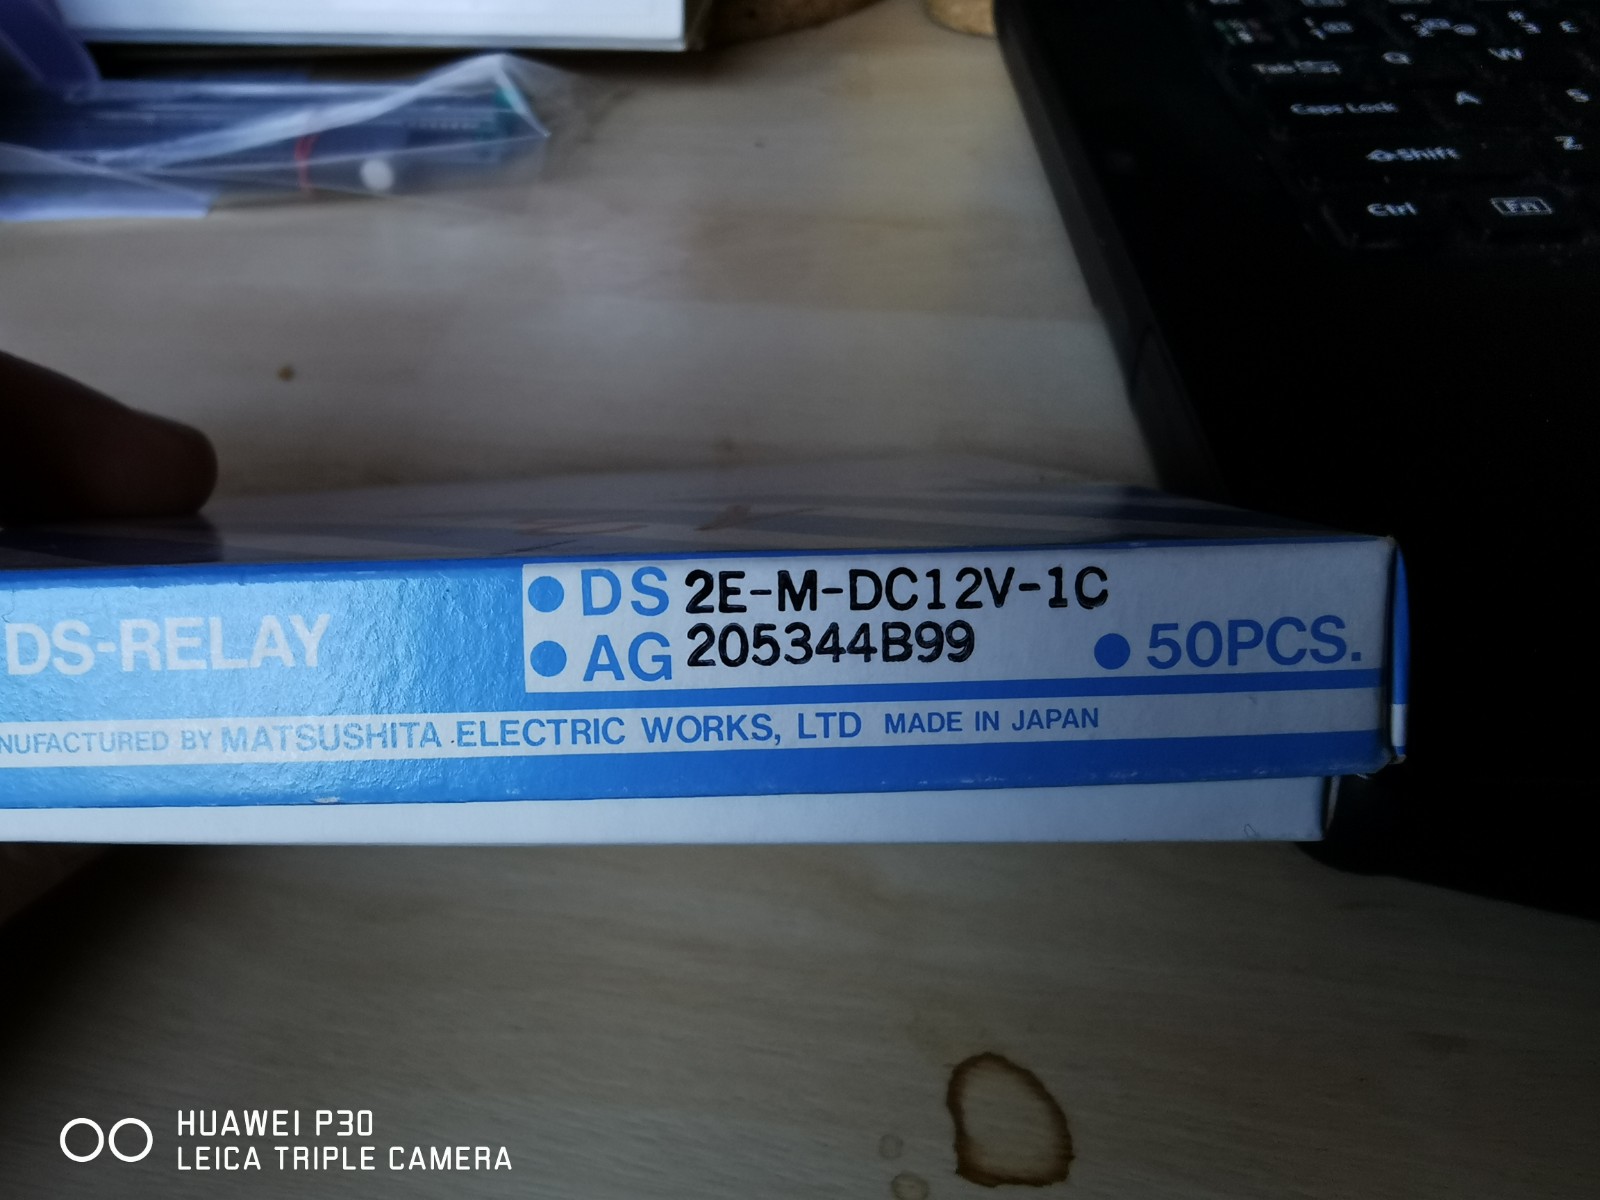 Tab
Q
W
Caps Lock
A
S
Shift
Z
Ctrl
Fn
DS-RELAY
DS 2E-M-DC12V-1C
AG 205344B99
50PCS.
NUFACTURED BY MATSUSHITA ELECTRIC WORKS, LTD MADE IN JAPAN
HUAWEI P30
LEICA TRIPLE CAMERA